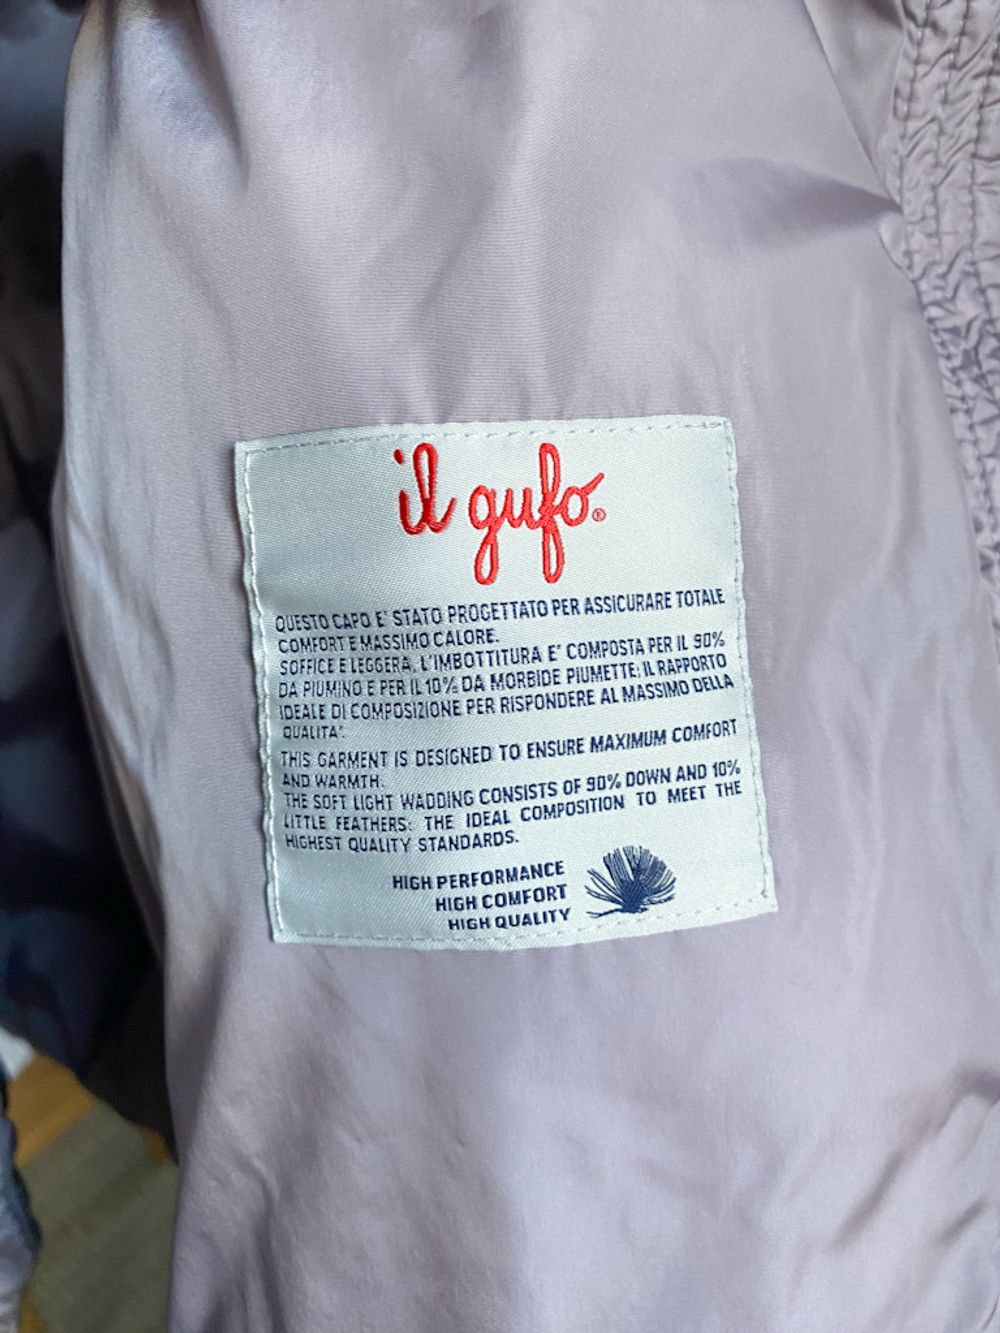 il gufo®
QUESTO CAPO E' STATO PROGETTATO PER ASSICURARE TOTALE
COMFORT E MASSIMO CALORE.
SOFFICE E LEGGERA, L'IMBOTTITURA E' COMPOSTA PER IL 90%
DA PIUMINO E PER IL 10% DA MORBIDE PIUMETTE: IL RAPPORTO
IDEALE DI COMPOSIZIONE PER RISPONDERE AL MASSIMO DELLA
QUALITA'.
THIS GARMENT IS DESIGNED TO ENSURE MAXIMUM COMFORT
AND WARMTH.
THE SOFT LIGHT WADDING CONSISTS OF 90% DOWN AND 10%
LITTLE FEATHERS: THE IDEAL COMPOSITION TO MEET THE
HIGHEST QUALITY STANDARDS.
HIGH PERFORMANCE
HIGH COMFORT
HIGH QUALITY